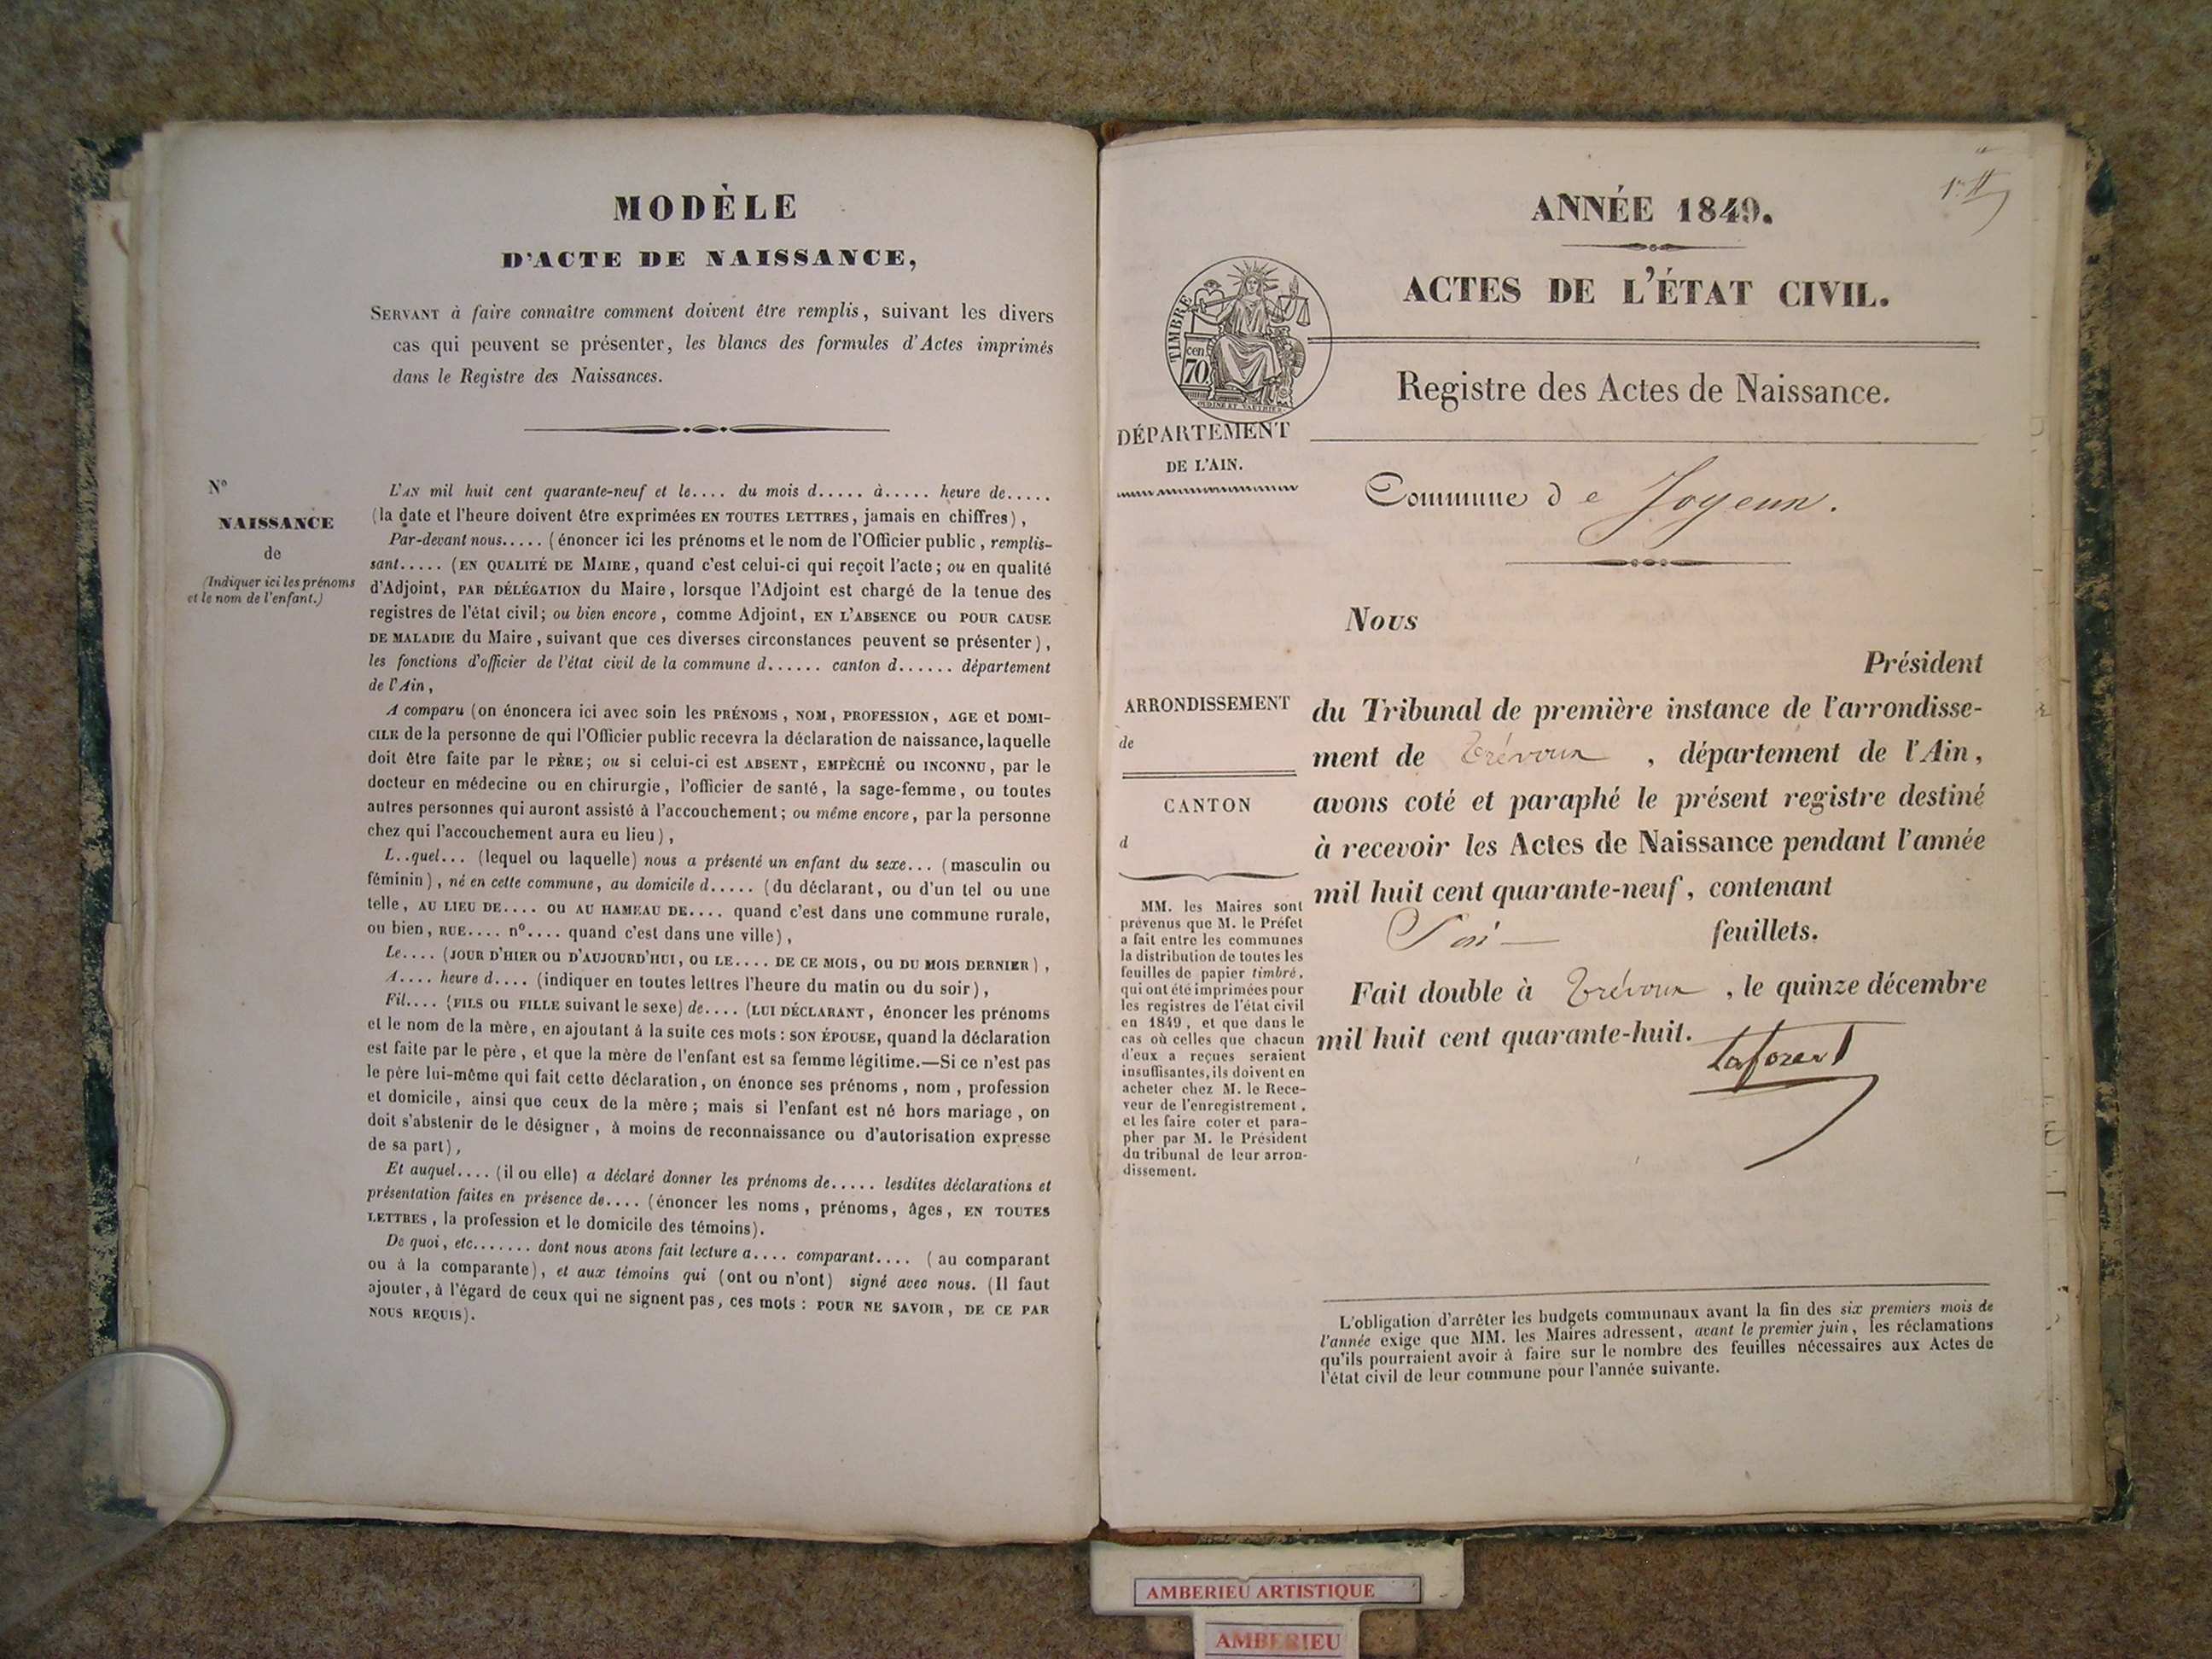 MODÈLE
D'ACTE DE NAISSANCE,
SERVANT à faire connaître comment doivent être remplis, suivant les divers
cas qui peuvent se présenter, les blancs des formules d'Actes imprimés
dans le Registre des Naissances.
N°
NAISSANCE
de
(Indiquer ici les prénoms
et le nom de l'enfant.)
L'AN mil huit cent quarante-neuf et le.... du mois d..... à..... heure de.....
(la date et l'heure doivent être exprimées EN TOUTES LETTRES, jamais en chiffres),
Par-devant nous..... (énoncer ici les prénoms et le nom de l'Officier public, remplis-
sant..... (EN QUALITÉ DE MAIRE, quand c'est celui-ci qui reçoit l'acte; ou en qualité
d'Adjoint, PAR DÉLÉGATION du Maire, lorsque l'Adjoint est chargé de la tenue des
registres de l'état civil; ou bien encore, comme Adjoint, EN L'ABSENCE OU POUR CAUSE
DE MALADIE du Maire, suivant que ces diverses circonstances peuvent se présenter),
les fonctions d'officier de l'état civil de la commune d...... canton d...... département
de l'Ain,
A comparu (on énoncera ici avec soin les PRÉNOMS, NOM, PROFESSION, AGE et DOMI-
CILE de la personne de qui l'Officier public recevra la déclaration de naissance, laquelle
doit être faite par le PÈRE; ou si celui-ci est ABSENT, EMPÊCHÉ OU INCONNU, par le
docteur en médecine ou en chirurgie, l'officier de santé, la sage-femme, ou toutes
autres personnes qui auront assisté à l'accouchement; ou même encore, par la personne
chez qui l'accouchement aura eu lieu),
L..quel... (lequel ou laquelle) nous a présenté un enfant du sexe... (masculin ou
féminin), né en cette commune, au domicile d..... (du déclarant, ou d'un tel ou une
telle, AU LIEU DE.... OU AU HAMEAU DE.... quand c'est dans une commune rurale,
ou bien, RUE.... n°.... quand c'est dans une ville),
Le.... (JOUR D'HIER OU D'AUJOURD'HUI, OU LE.... DE CE MOIS, OU DU MOIS DERNIER),
A.... heure d.... (indiquer en toutes lettres l'heure du matin ou du soir),
Fil.... (FILS OU FILLE suivant le sexe) de.... (LUI DÉCLARANT, énoncer les prénoms
et le nom de la mère, en ajoutant à la suite ces mots : SON ÉPOUSE, quand la déclaration
est faite par le père, et que la mère de l'enfant est sa femme légitime.—Si ce n'est pas
le père lui-même qui fait cette déclaration, on énonce ses prénoms, nom, profession
et domicile, ainsi que ceux de la mère; mais si l'enfant est né hors mariage, on
doit s'abstenir de le désigner, à moins de reconnaissance ou d'autorisation expresse
de sa part),
Et auquel.... (il ou elle) a déclaré donner les prénoms de..... lesdites déclarations et
présentation faites en présence de.... (énoncer les noms, prénoms, âges, EN TOUTES
LETTRES, la profession et le domicile des témoins).
De quoi, etc....... dont nous avons fait lecture a.... comparant.... (au comparant
ou à la comparante), et aux témoins qui (ont ou n'ont) signé avec nous. (Il faut
ajouter, à l'égard de ceux qui ne signent pas, ces mots : POUR NE SAVOIR, DE CE PAR
NOUS REQUIS).
ANNÉE 1849.
ACTES DE L'ÉTAT CIVIL.
TIMBRE
cen
70
Registre des Actes de Naissance.
DÉPARTEMENT
DE L'AIN.
Commune de Joyeux.
Nous
Président
ARRONDISSEMENT
de
CANTON
d
du Tribunal de première instance de l'arrondisse-
ment de Trévoux, département de l'Ain,
avons coté et paraphé le présent registre destiné
à recevoir les Actes de Naissance pendant l'année
mil huit cent quarante-neuf, contenant
feuillets.
Fait double à Trévoux, le quinze décembre
mil huit cent quarante-huit.
MM. les Maires sont
prévenus que M. le Préfet
a fait entre les communes
la distribution de toutes les
feuilles de papier timbré,
qui ont été imprimées pour
les registres de l'état civil
en 1849, et que dans le
cas où celles que chacun
d'eux a reçues seraient
insuffisantes, ils doivent en
acheter chez M. le Rece-
veur de l'enregistrement,
et les faire coter et para-
pher par M. le Président
du tribunal de leur arron-
dissement.
L'obligation d'arrêter les budgets communaux avant la fin des six premiers mois de
l'année exige que MM. les Maires adressent, avant le premier juin, les réclamations
qu'ils pourraient avoir à faire sur le nombre des feuilles nécessaires aux Actes de
l'état civil de leur commune pour l'année suivante.
AMBERIEU ARTISTIQUE
AMBERIEU